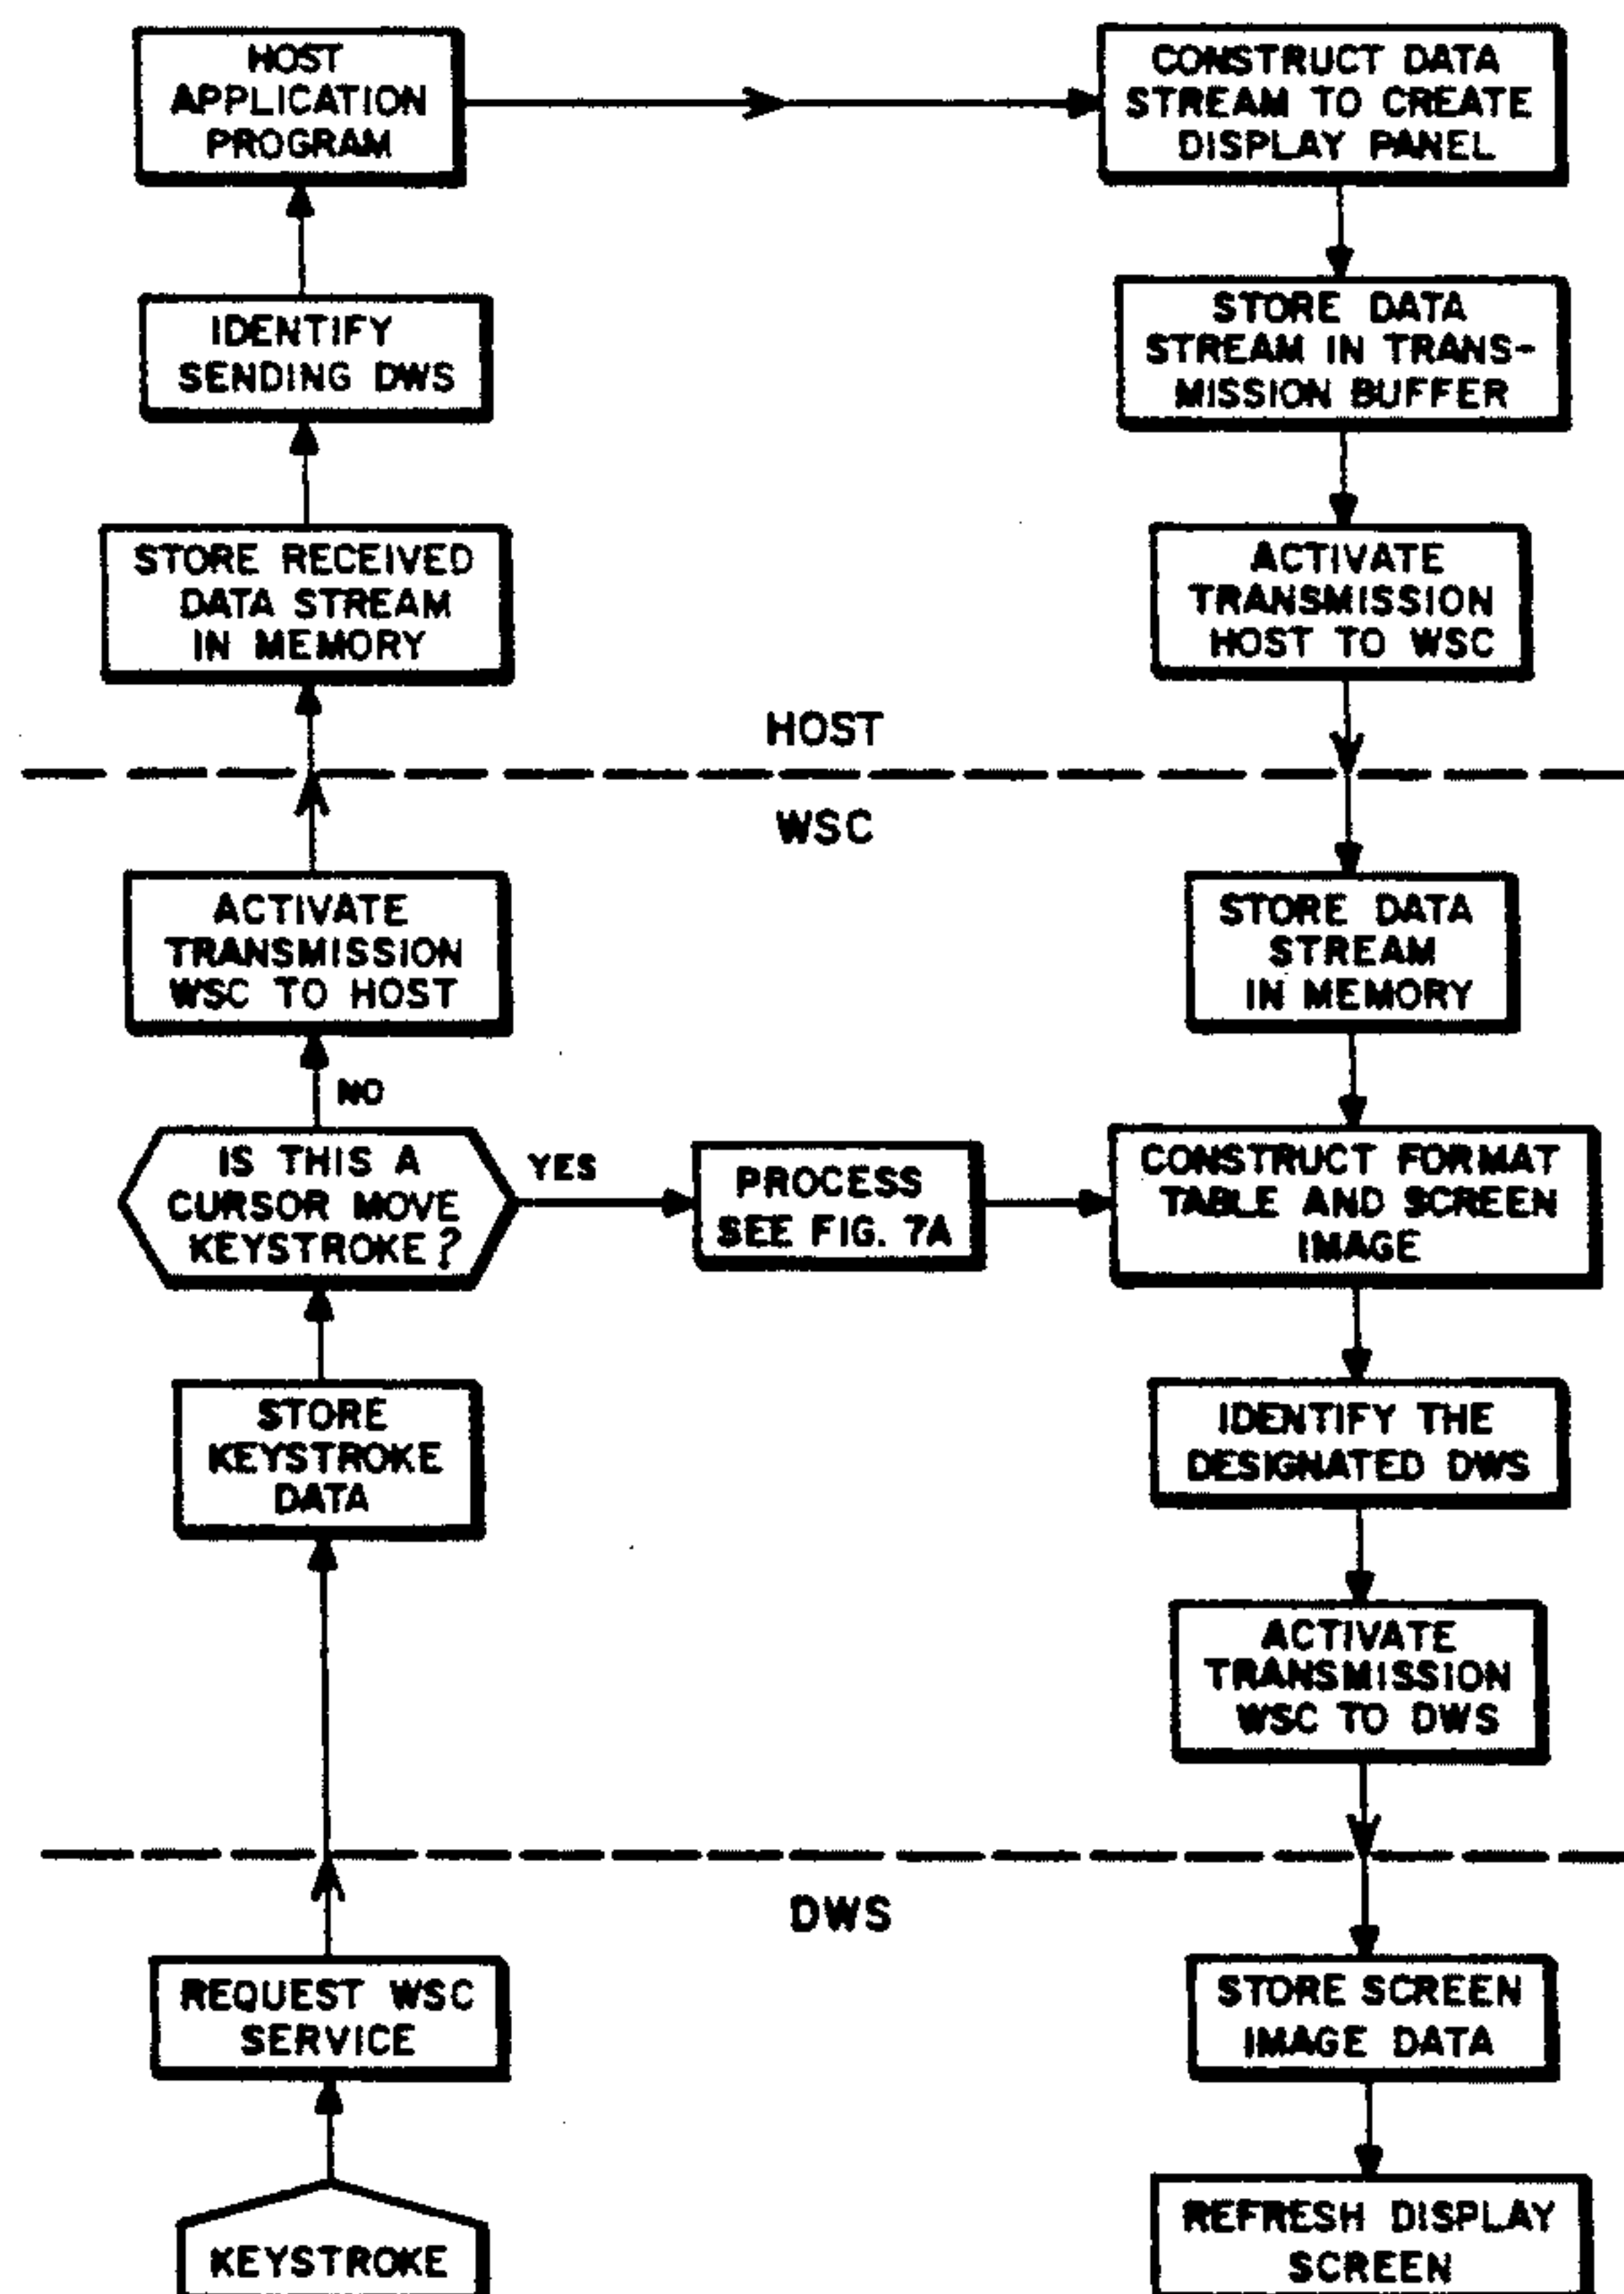 HOST
APPLICATION
PROGRAM
CONSTRUCT DATA
STREAM TO CREATE
DISPLAY PANEL
IDENTIFY
SENDING DWS
STORE DATA
STREAM IN TRANS-
MISSION BUFFER
STORE RECEIVED
DATA STREAM
IN MEMORY
ACTIVATE
TRANSMISSION
HOST TO WSC
HOST
WSC
ACTIVATE
TRANSMISSION
WSC TO HOST
STORE DATA
STREAM
IN MEMORY
NO
IS THIS A
CURSOR MOVE
KEYSTROKE?
YES
PROCESS
SEE FIG. 7A
CONSTRUCT FORMAT
TABLE AND SCREEN
IMAGE
STORE
KEYSTROKE
DATA
IDENTIFY THE
DESIGNATED DWS
ACTIVATE
TRANSMISSION
WSC TO DWS
DWS
REQUEST WSC
SERVICE
STORE SCREEN
IMAGE DATA
KEYSTROKE
REFRESH DISPLAY
SCREEN